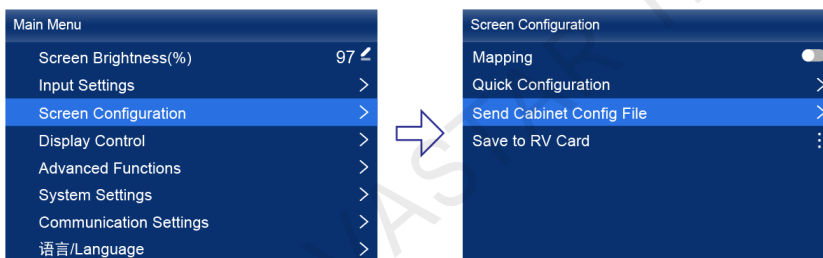 Main Menu
Screen Brightness(%) 97
Input Settings
Screen Configuration
Display Control
Advanced Functions
System Settings
Communication Settings
语言/Language
Screen Configuration
Mapping
Quick Configuration
Send Cabinet Config File
Save to RV Card